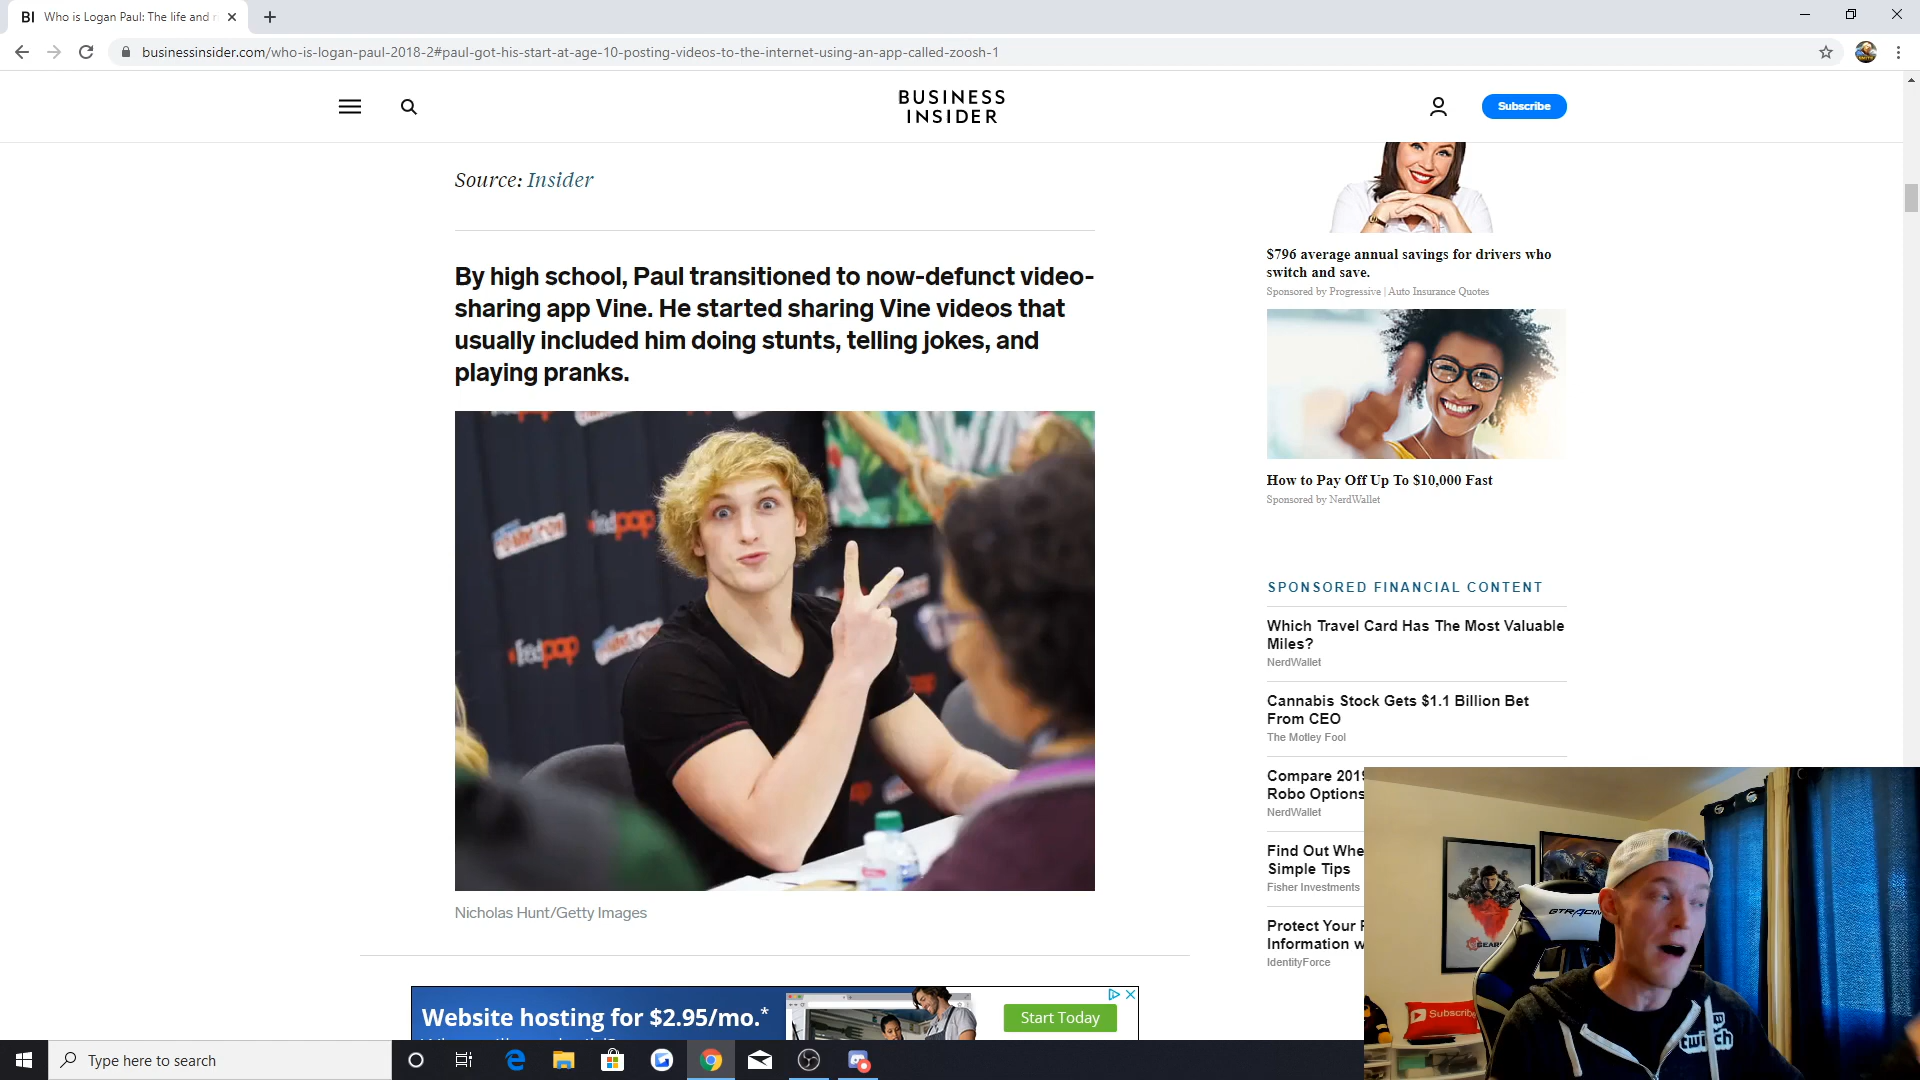 BI Who is Logan Paul: The life and r
businessinsider.com/who-is-logan-paul-2018-2#paul-got-his-start-at-age-10-posting-videos-to-the-internet-using-an-app-called-zoosh-1
BUSINESS
INSIDER
Subscribe
Source: Insider
By high school, Paul transitioned to now-defunct video-
sharing app Vine. He started sharing Vine videos that
usually included him doing stunts, telling jokes, and
playing pranks.
Nicholas Hunt/Getty Images
$796 average annual savings for drivers who
switch and save.
Sponsored by Progressive | Auto Insurance Quotes
How to Pay Off Up To $10,000 Fast
Sponsored by NerdWallet
SPONSORED FINANCIAL CONTENT
Which Travel Card Has The Most Valuable
Miles?
NerdWallet
Cannabis Stock Gets $1.1 Billion Bet
From CEO
The Motley Fool
Compare 2019
Robo Options
NerdWallet
Find Out Whe
Simple Tips
Fisher Investments
Protect Your
Information w
IdentityForce
Website hosting for $2.95/mo.*
Start Today
Type here to search
GTRACIN
GEARS
Subscribe
twitch